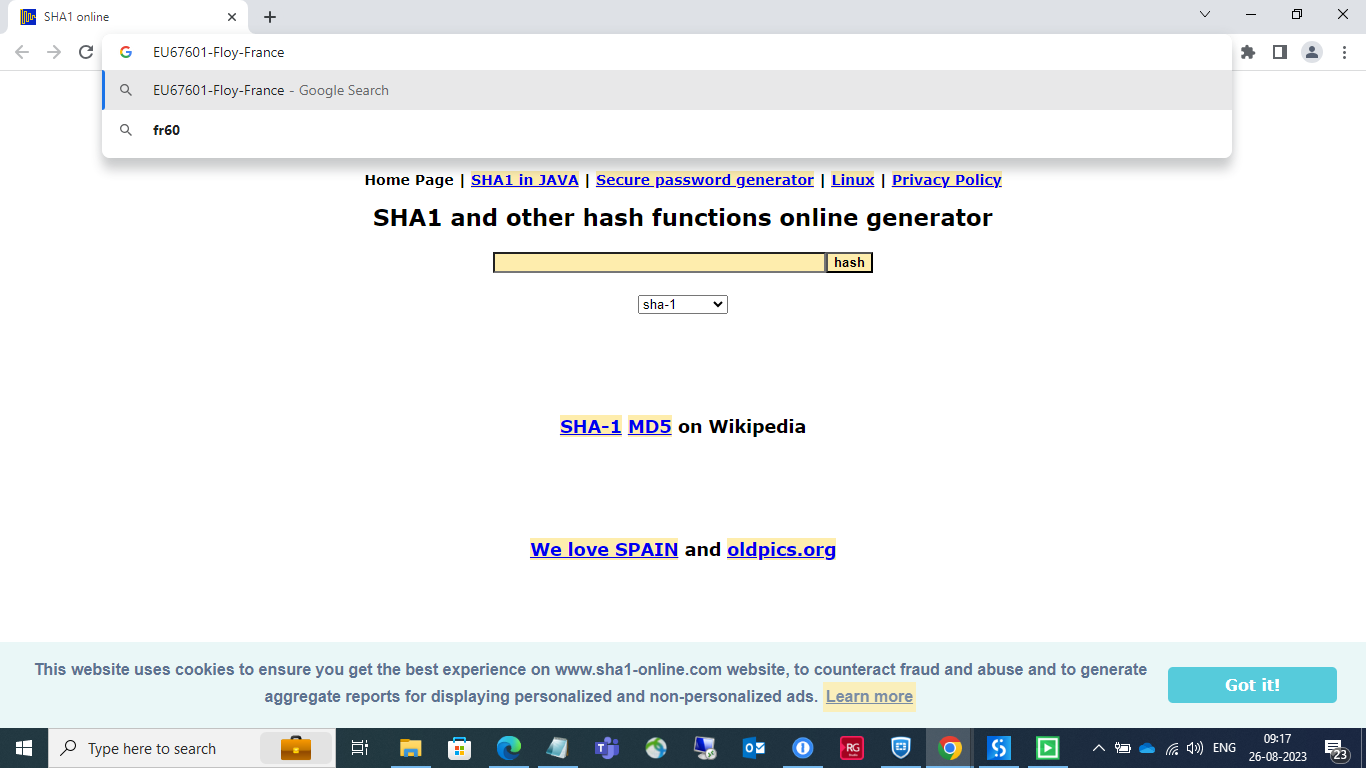 SHA1 online
EU67601-Floy-France
EU67601-Floy-France - Google Search
fr60
Home Page | SHA1 in JAVA | Secure password generator | Linux | Privacy Policy
SHA1 and other hash functions online generator
hash
sha-1
SHA-1 MD5 on Wikipedia
We love SPAIN and oldpics.org
This website uses cookies to ensure you get the best experience on www.sha1-online.com website, to counteract fraud and abuse and to generate
aggregate reports for displaying personalized and non-personalized ads. Learn more
Got it!
Type here to search
RG
ENG
09:17
26-08-2023
23